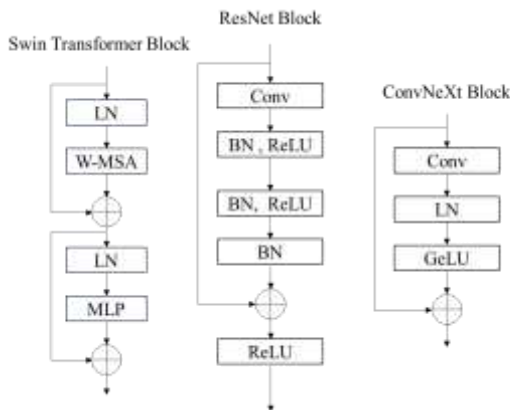 Swin Transformer Block
LN
W-MSA
LN
MLP
ResNet Block
Conv
BN , ReLU
BN, ReLU
BN
ReLU
ConvNeXt Block
Conv
LN
GeLU